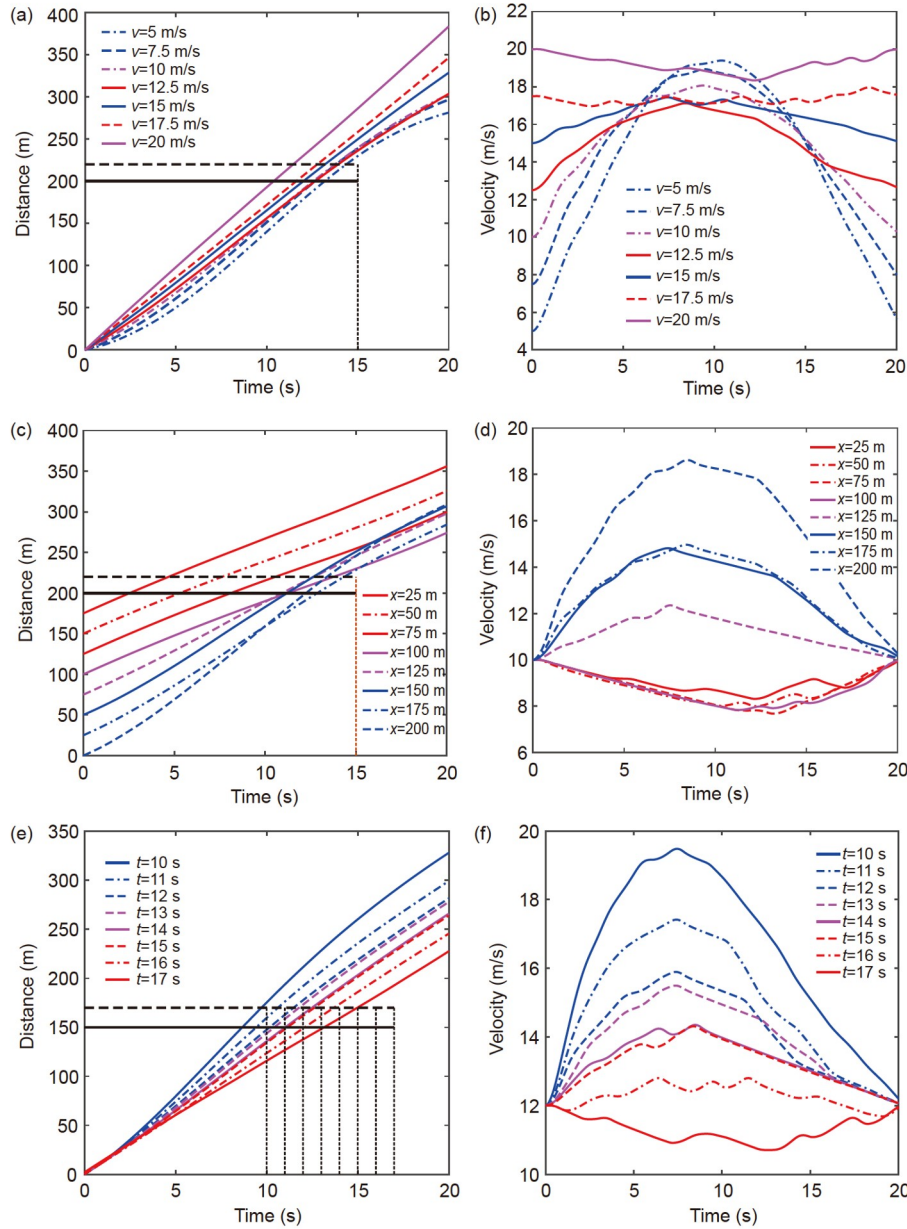 (a)
400
350
300
250
200
150
100
50
0
0 5 10 15 20
Distance (m)
Time (s)
v=5 m/s
v=7.5 m/s
v=10 m/s
v=12.5 m/s
v=15 m/s
v=17.5 m/s
v=20 m/s
(b)
22
20
18
16
14
12
10
8
6
4
0 5 10 15 20
Velocity (m/s)
Time (s)
v=5 m/s
v=7.5 m/s
v=10 m/s
v=12.5 m/s
v=15 m/s
v=17.5 m/s
v=20 m/s
(c)
400
350
300
250
200
150
100
50
0
0 5 10 15 20
Distance (m)
Time (s)
x=25 m
x=50 m
x=75 m
x=100 m
x=125 m
x=150 m
x=175 m
x=200 m
(d)
20
18
16
14
12
10
8
6
0 5 10 15 20
Velocity (m/s)
Time (s)
x=25 m
x=50 m
x=75 m
x=100 m
x=125 m
x=150 m
x=175 m
x=200 m
(e)
350
300
250
200
150
100
50
0
0 5 10 15 20
Distance (m)
Time (s)
t=10 s
t=11 s
t=12 s
t=13 s
t=14 s
t=15 s
t=16 s
t=17 s
(f)
20
18
16
14
12
10
0 5 10 15 20
Velocity (m/s)
Time (s)
t=10 s
t=11 s
t=12 s
t=13 s
t=14 s
t=15 s
t=16 s
t=17 s